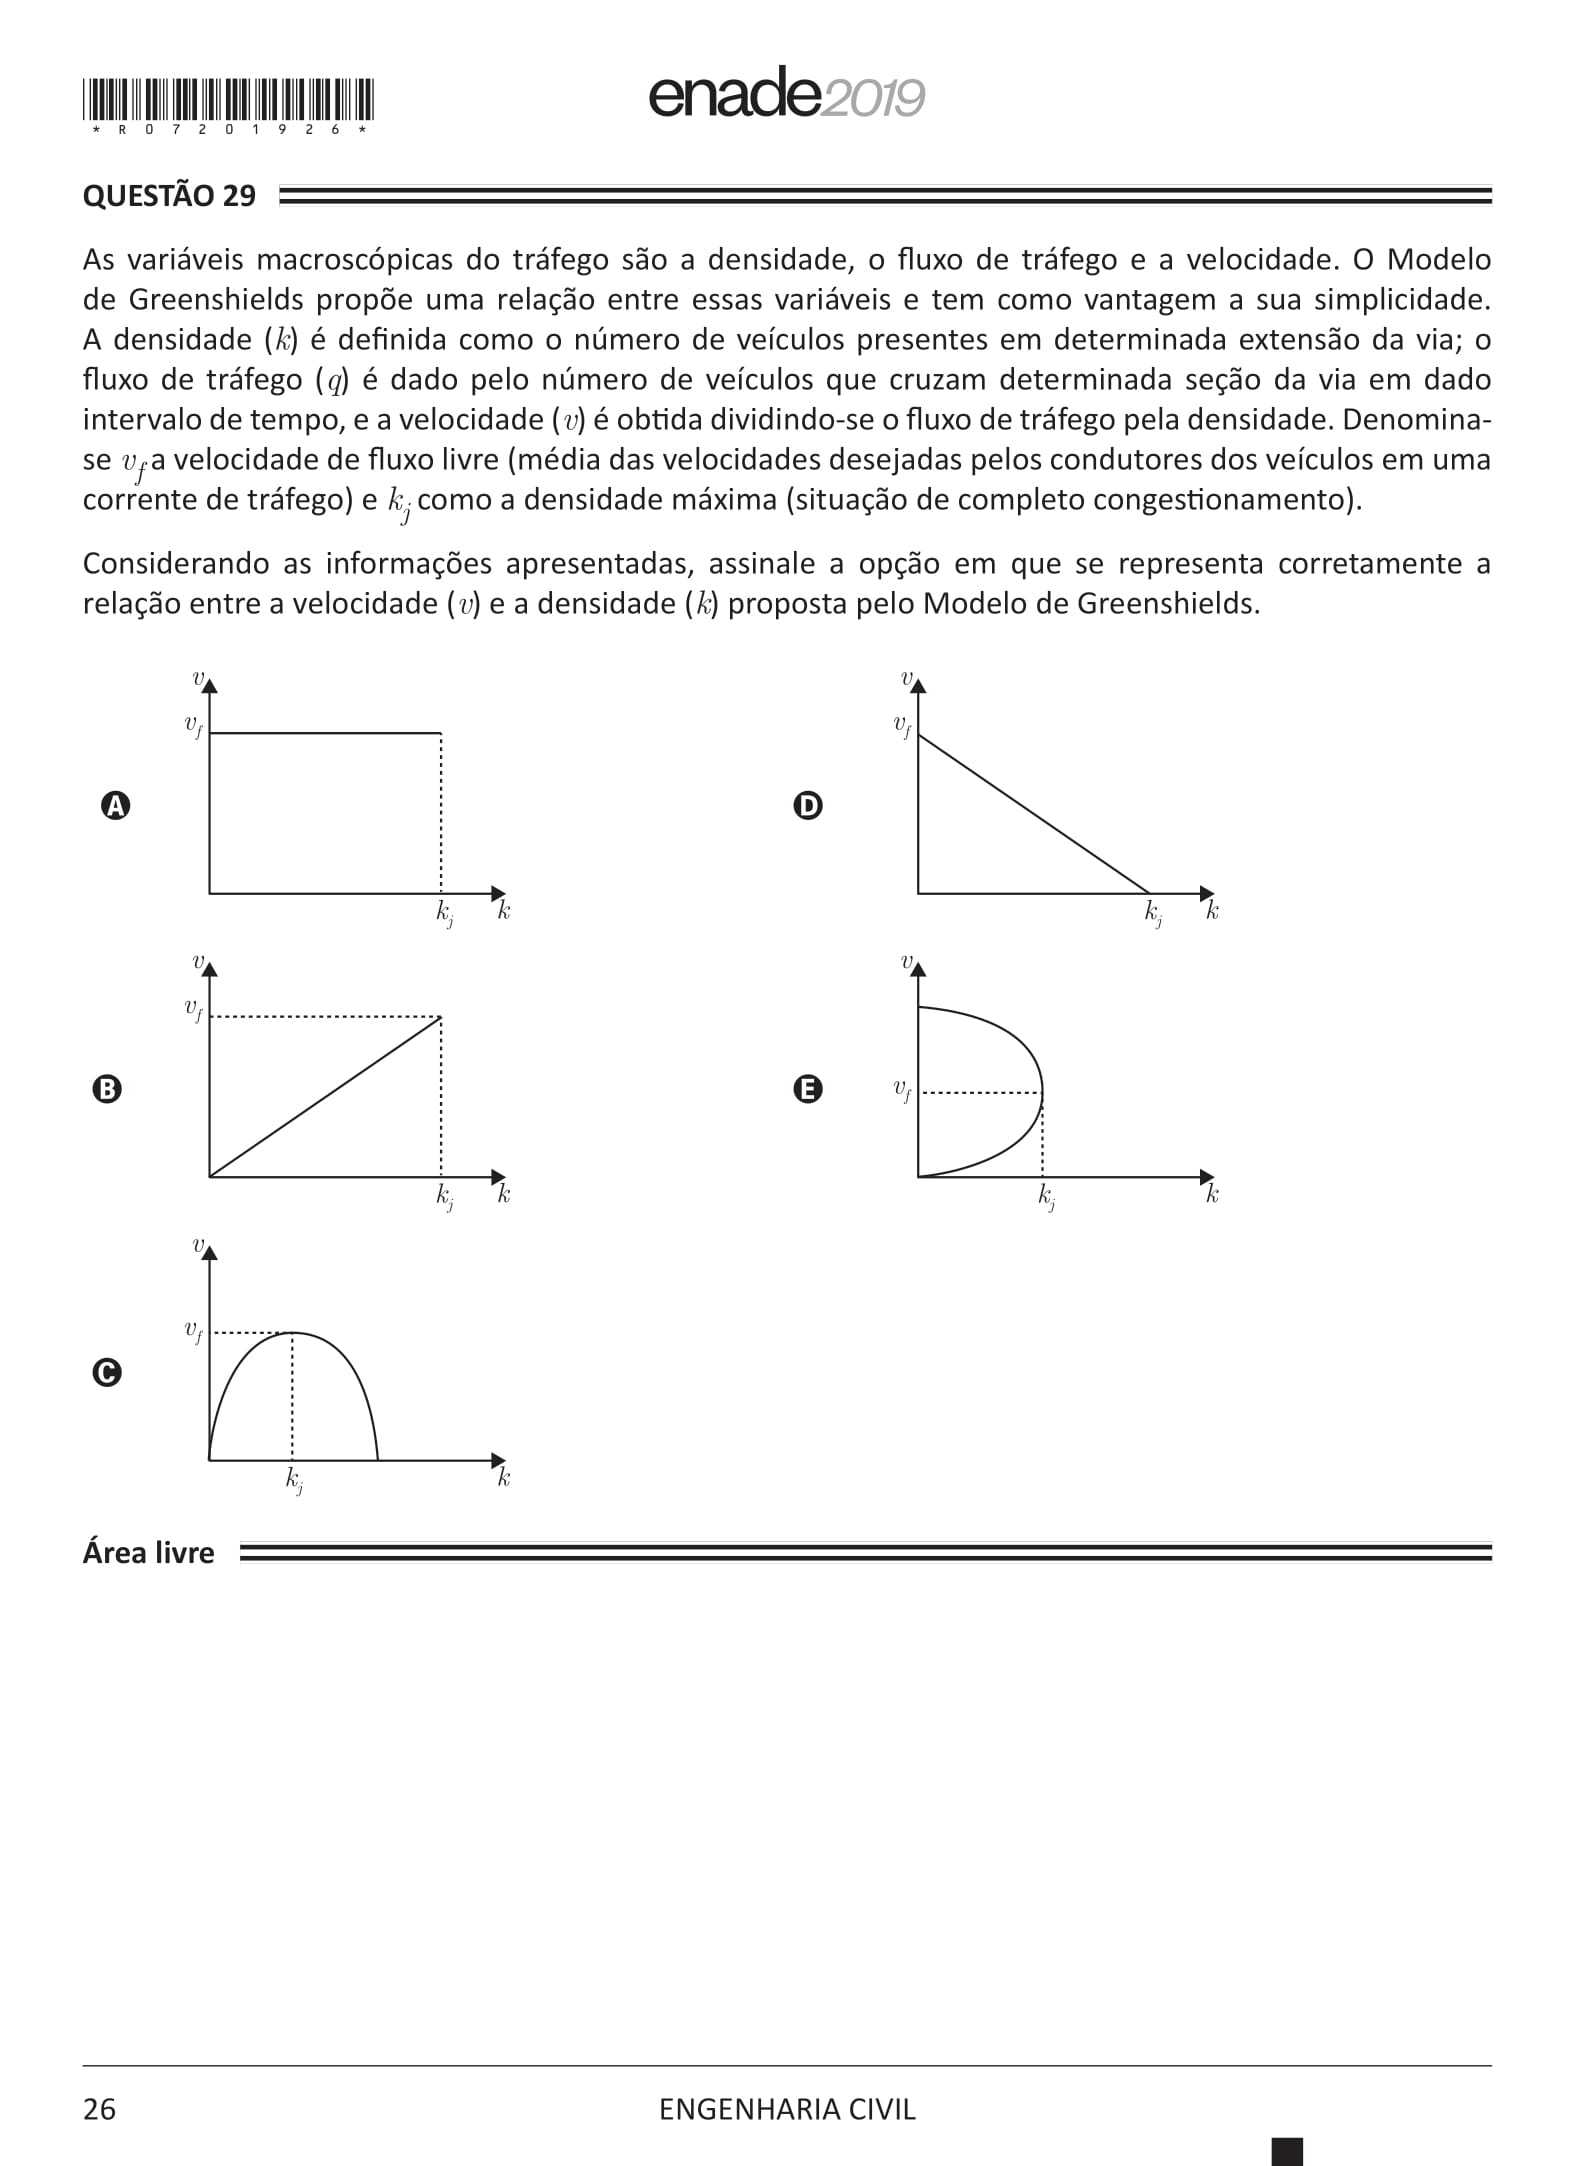 *R07201926*
enade2019
QUESTÃO 29
As variáveis macroscópicas do tráfego são a densidade, o fluxo de tráfego e a velocidade. O Modelo
de Greenshields propõe uma relação entre essas variáveis e tem como vantagem a sua simplicidade.
A densidade (k) é definida como o número de veículos presentes em determinada extensão da via; o
fluxo de tráfego (q) é dado pelo número de veículos que cruzam determinada seção da via em dado
intervalo de tempo, e a velocidade (v) é obtida dividindo-se o fluxo de tráfego pela densidade. Denomina-
se v_f a velocidade de fluxo livre (média das velocidades desejadas pelos condutores dos veículos em uma
corrente de tráfego) e k_j como a densidade máxima (situação de completo congestionamento).
Considerando as informações apresentadas, assinale a opção em que se representa corretamente a
relação entre a velocidade (v) e a densidade (k) proposta pelo Modelo de Greenshields.
v
v_f
A
k_j k
v
v_f
B
k_j k
v
v_f
C
k_j k
v
v_f
D
k_j k
v
v_f
E
k_j k
Área livre
26
ENGENHARIA CIVIL